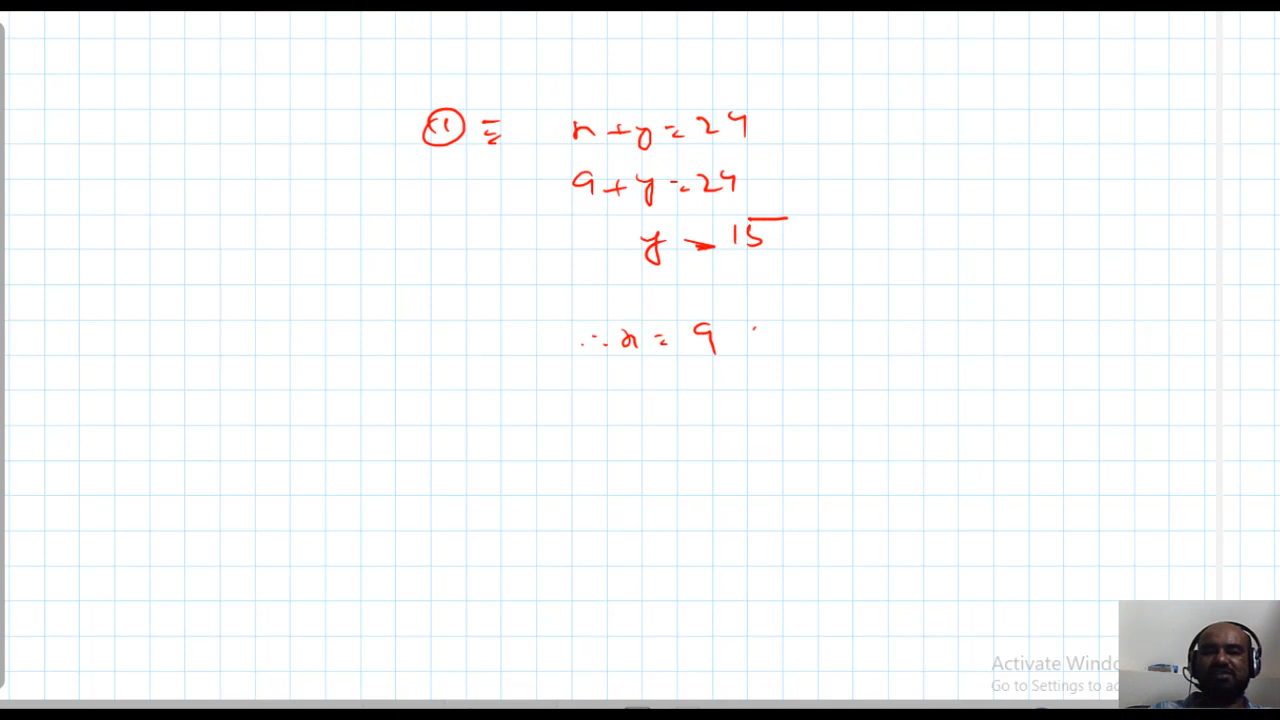 (1) ≡ x + y = 24
9 + y = 24
y = 15
∴ x = 9
Activate Windo
Go to Settings to ac